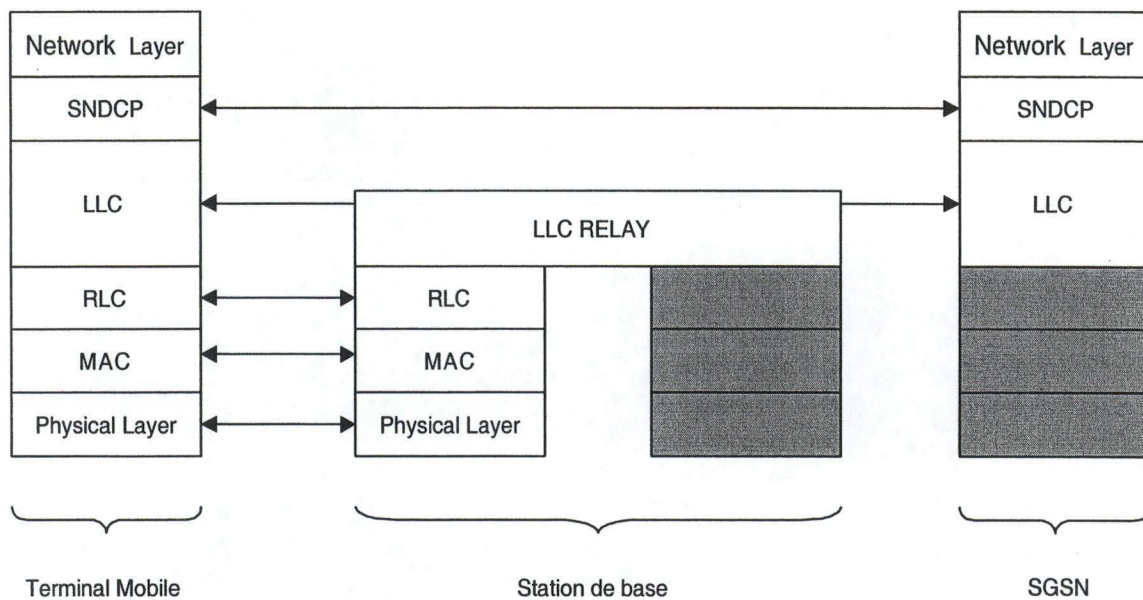 Network Layer
Network Layer
SNDCP
SNDCP
LLC
LLC
LLC RELAY
RLC
RLC
MAC
MAC
Physical Layer
Physical Layer
Terminal Mobile
Station de base
SGSN